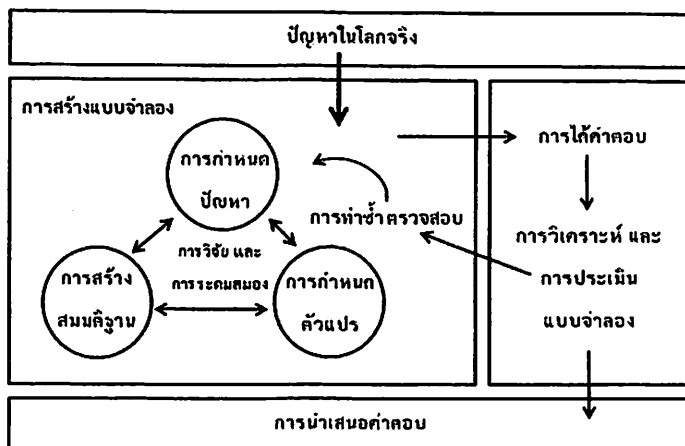 ปัญหาในโลกจริง
การสร้างแบบจำลอง
การกำหนด
ปัญหา
การวิจัย และ
การระดมสมอง
การสร้าง
สมมติฐาน
การกำหนด
ตัวแปร
การทำซ้ำตรวจสอบ
การได้คำตอบ
การวิเคราะห์ และ
การประเมิน
แบบจำลอง
การนำเสนอคำตอบ